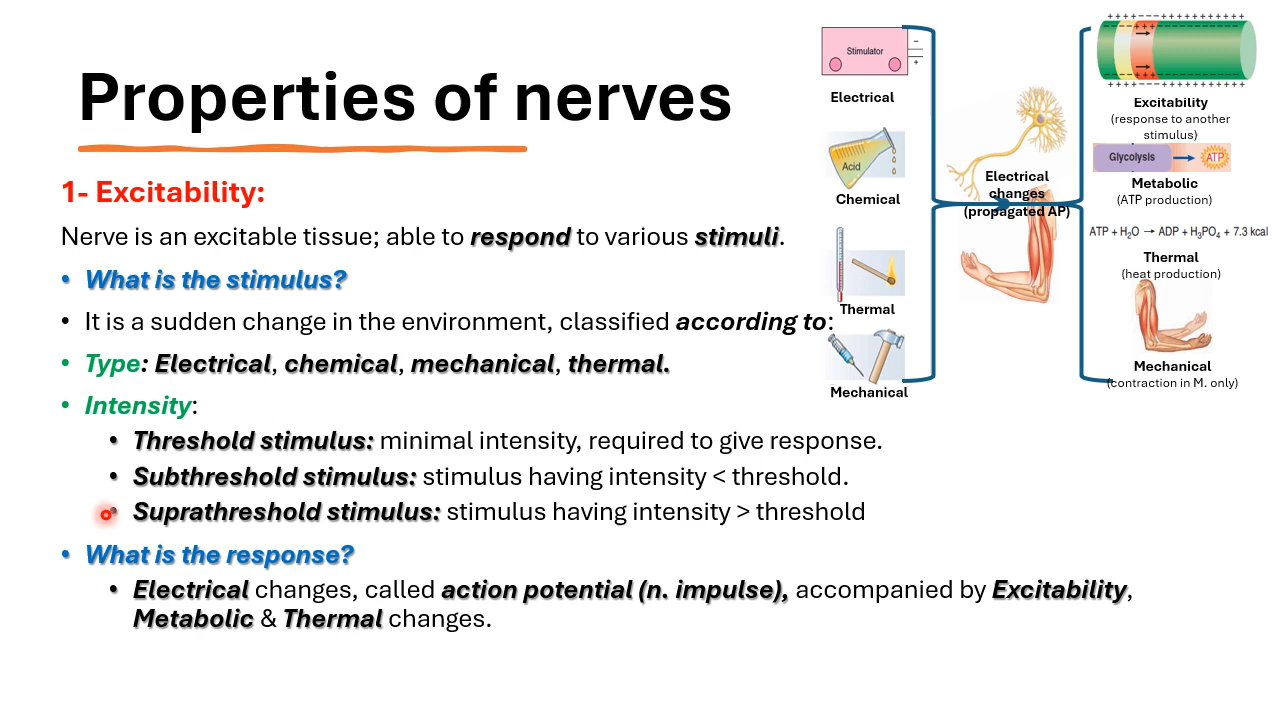 Properties of nerves
1- Excitability:
Nerve is an excitable tissue; able to respond to various stimuli.
• What is the stimulus?
• It is a sudden change in the environment, classified according to:
• Type: Electrical, chemical, mechanical, thermal.
• Intensity:
• Threshold stimulus: minimal intensity, required to give response.
• Subthreshold stimulus: stimulus having intensity < threshold.
• Suprathreshold stimulus: stimulus having intensity > threshold
• What is the response?
• Electrical changes, called action potential (n. impulse), accompanied by Excitability,
Metabolic & Thermal changes.
Stimulator
−
+
Electrical
Acid
Chemical
Thermal
Mechanical
Electrical
changes
(propagated AP)
++++−−−++++++++++
−−−−+++−−−−−−−−−
−−−−+++−−−−−−−−−
++++−−−++++++++++
Excitability
(response to another
stimulus)
Glycolysis → ATP
Metabolic
(ATP production)
ATP + H₂O → ADP + H₃PO₄ + 7.3 kcal
Thermal
(heat production)
Mechanical
(contraction in M. only)